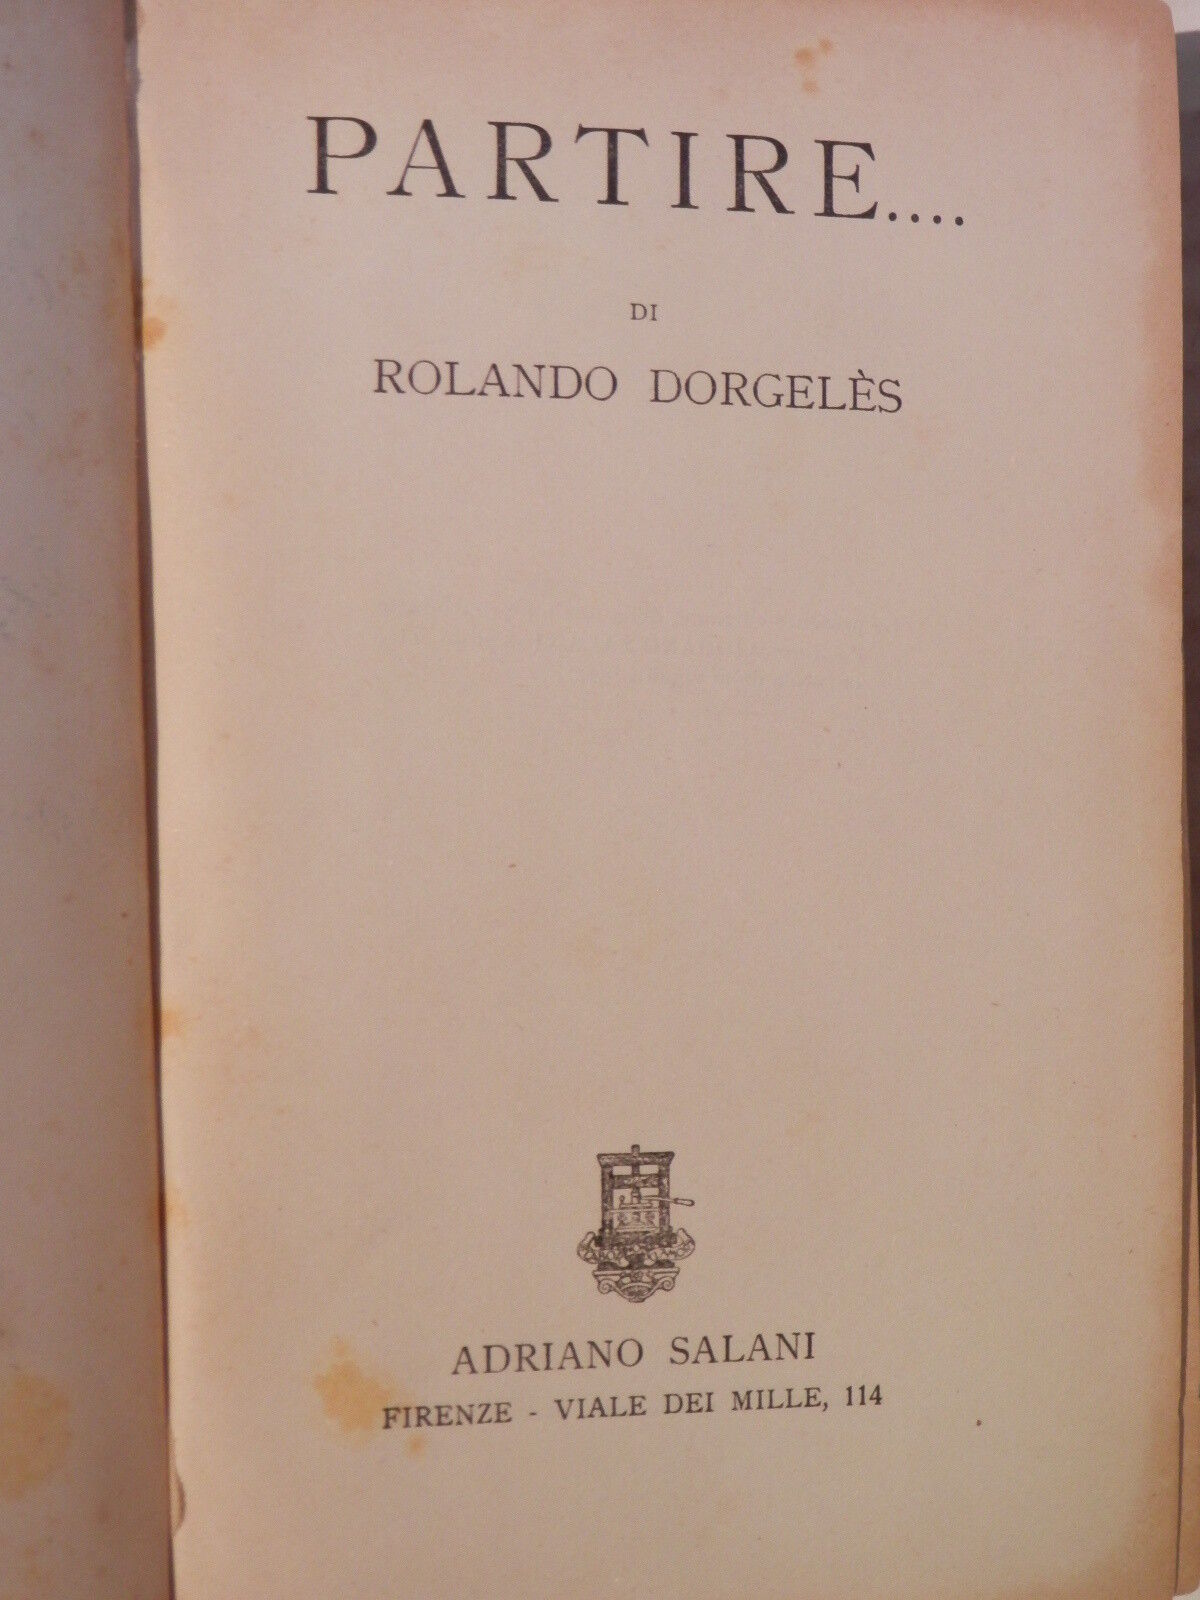 PARTIRE....
DI
ROLANDO DORGELÈS
ADRIANO SALANI
FIRENZE - VIALE DEI MILLE, 114